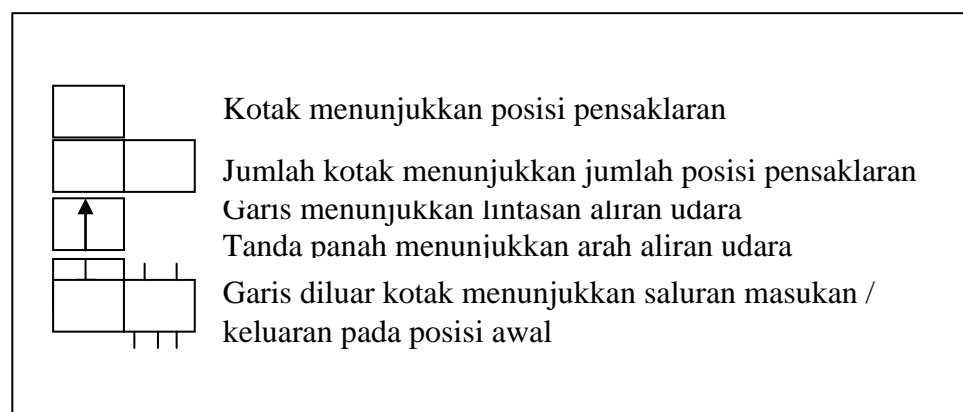 Kotak menunjukkan posisi pensaklaran
Jumlah kotak menunjukkan jumlah posisi pensaklaran
Garis menunjukkan lintasan aliran udara
Tanda panah menunjukkan arah aliran udara
Garis diluar kotak menunjukkan saluran masukan /
keluaran pada posisi awal